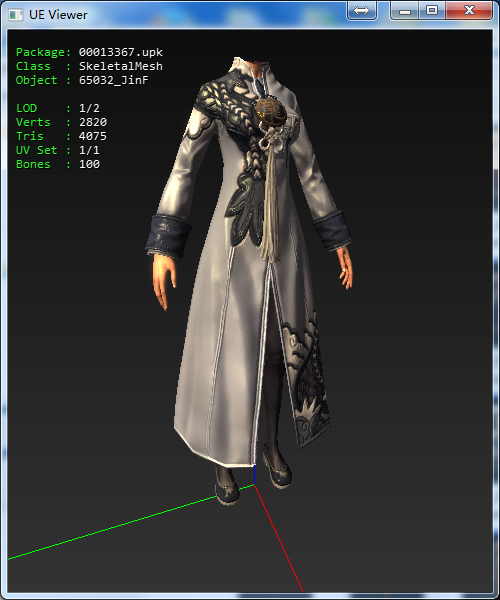 UE Viewer
Package: 00013367.upk
Class  : SkeletalMesh
Object : 65032_JinF
LOD    : 1/2
Verts  : 2820
Tris   : 4075
UV Set : 1/1
Bones  : 100